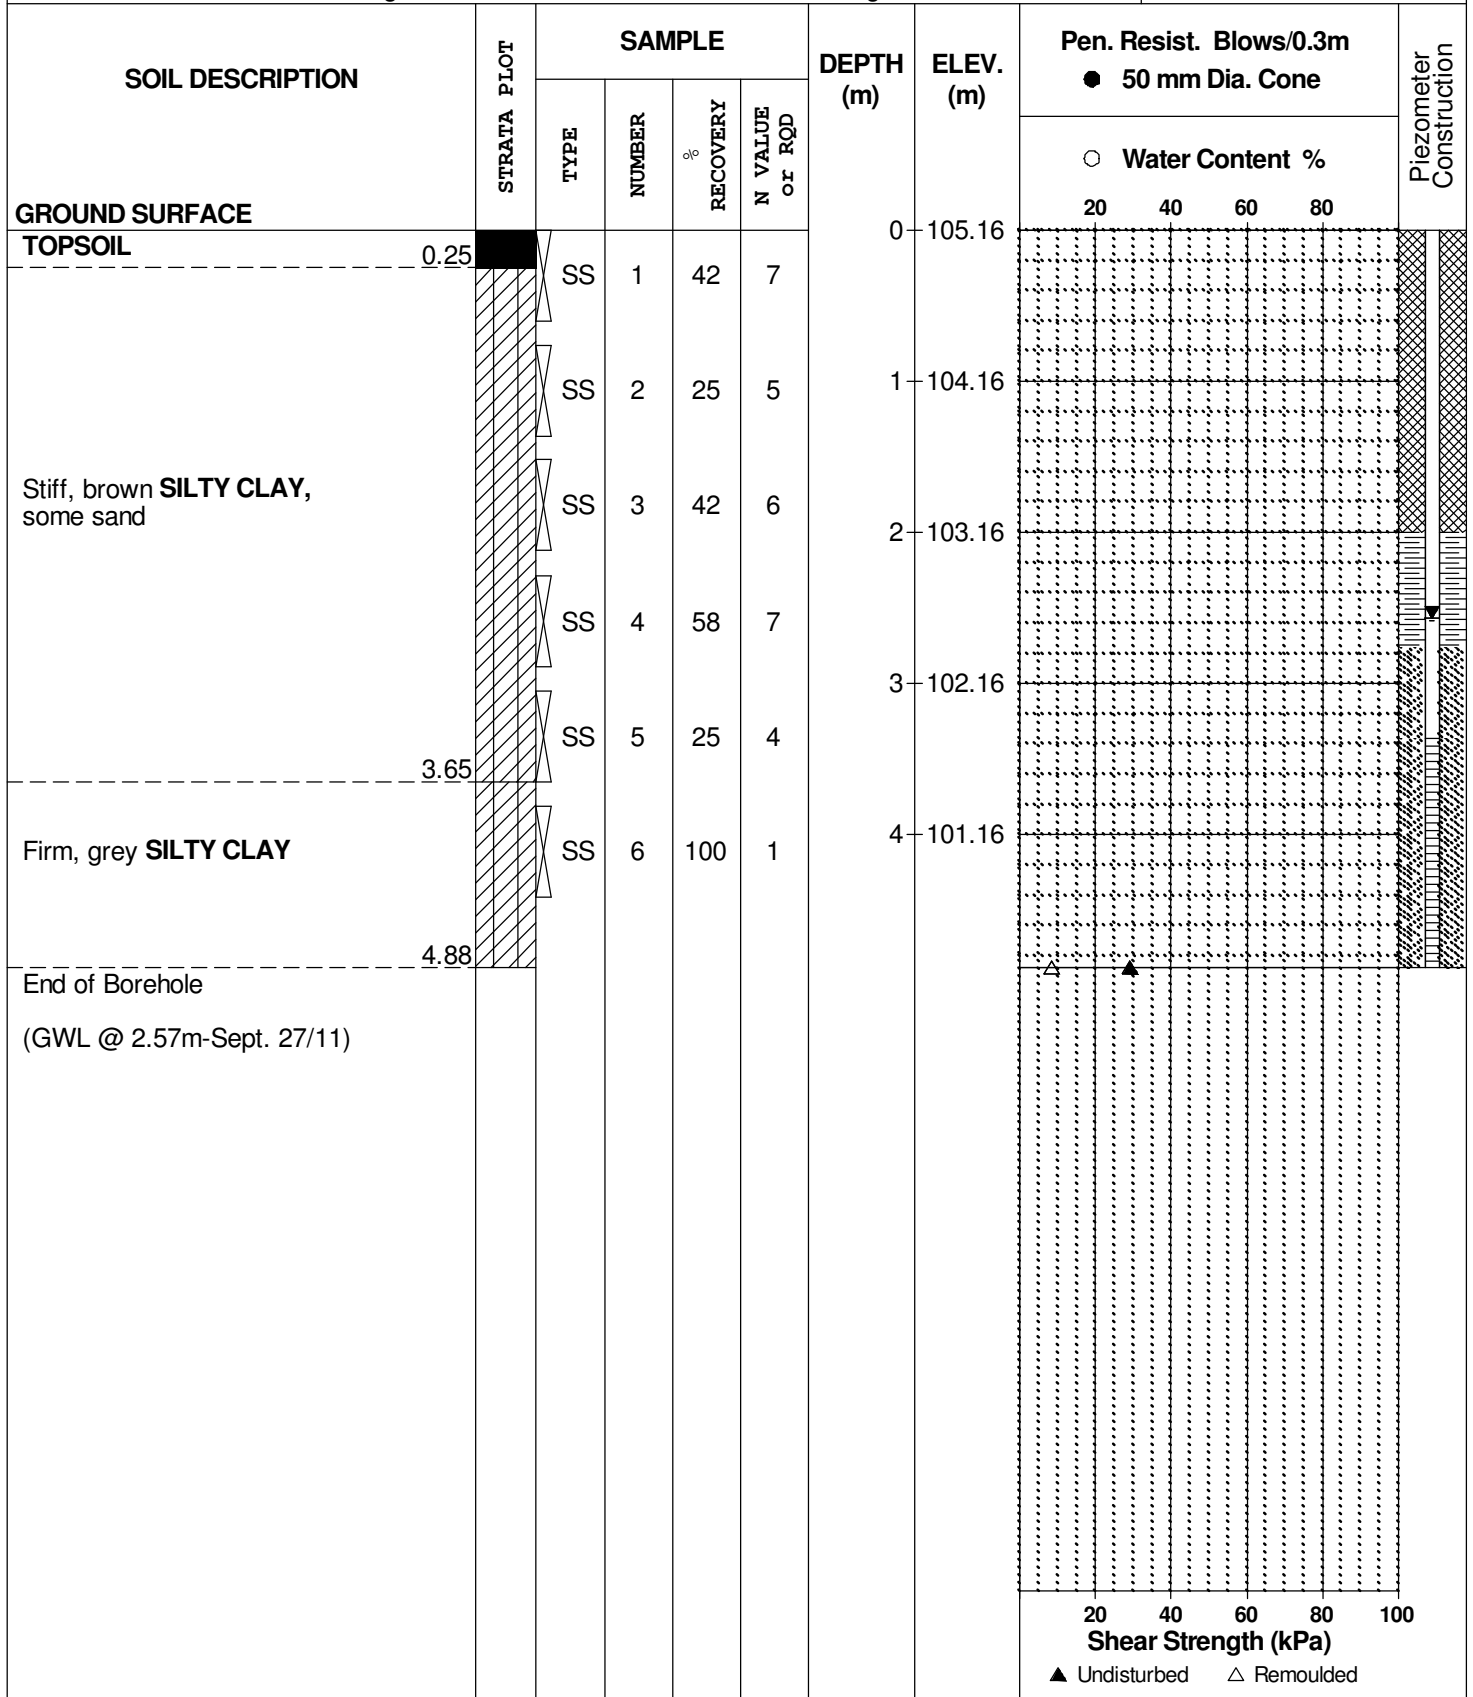 SOIL DESCRIPTION
STRATA PLOT
SAMPLE
TYPE
NUMBER
% RECOVERY
N VALUE or RQD
DEPTH (m)
ELEV. (m)
Pen. Resist. Blows/0.3m
● 50 mm Dia. Cone
○ Water Content %
Piezometer Construction
20 40 60 80
GROUND SURFACE
0 105.16
TOPSOIL
0.25
SS 1 42 7
SS 2 25 5
1 104.16
Stiff, brown SILTY CLAY,
some sand
SS 3 42 6
2 103.16
SS 4 58 7
3 102.16
SS 5 25 4
3.65
4 101.16
Firm, grey SILTY CLAY
SS 6 100 1
4.88
End of Borehole
(GWL @ 2.57m-Sept. 27/11)
20 40 60 80 100
Shear Strength (kPa)
▲ Undisturbed △ Remoulded